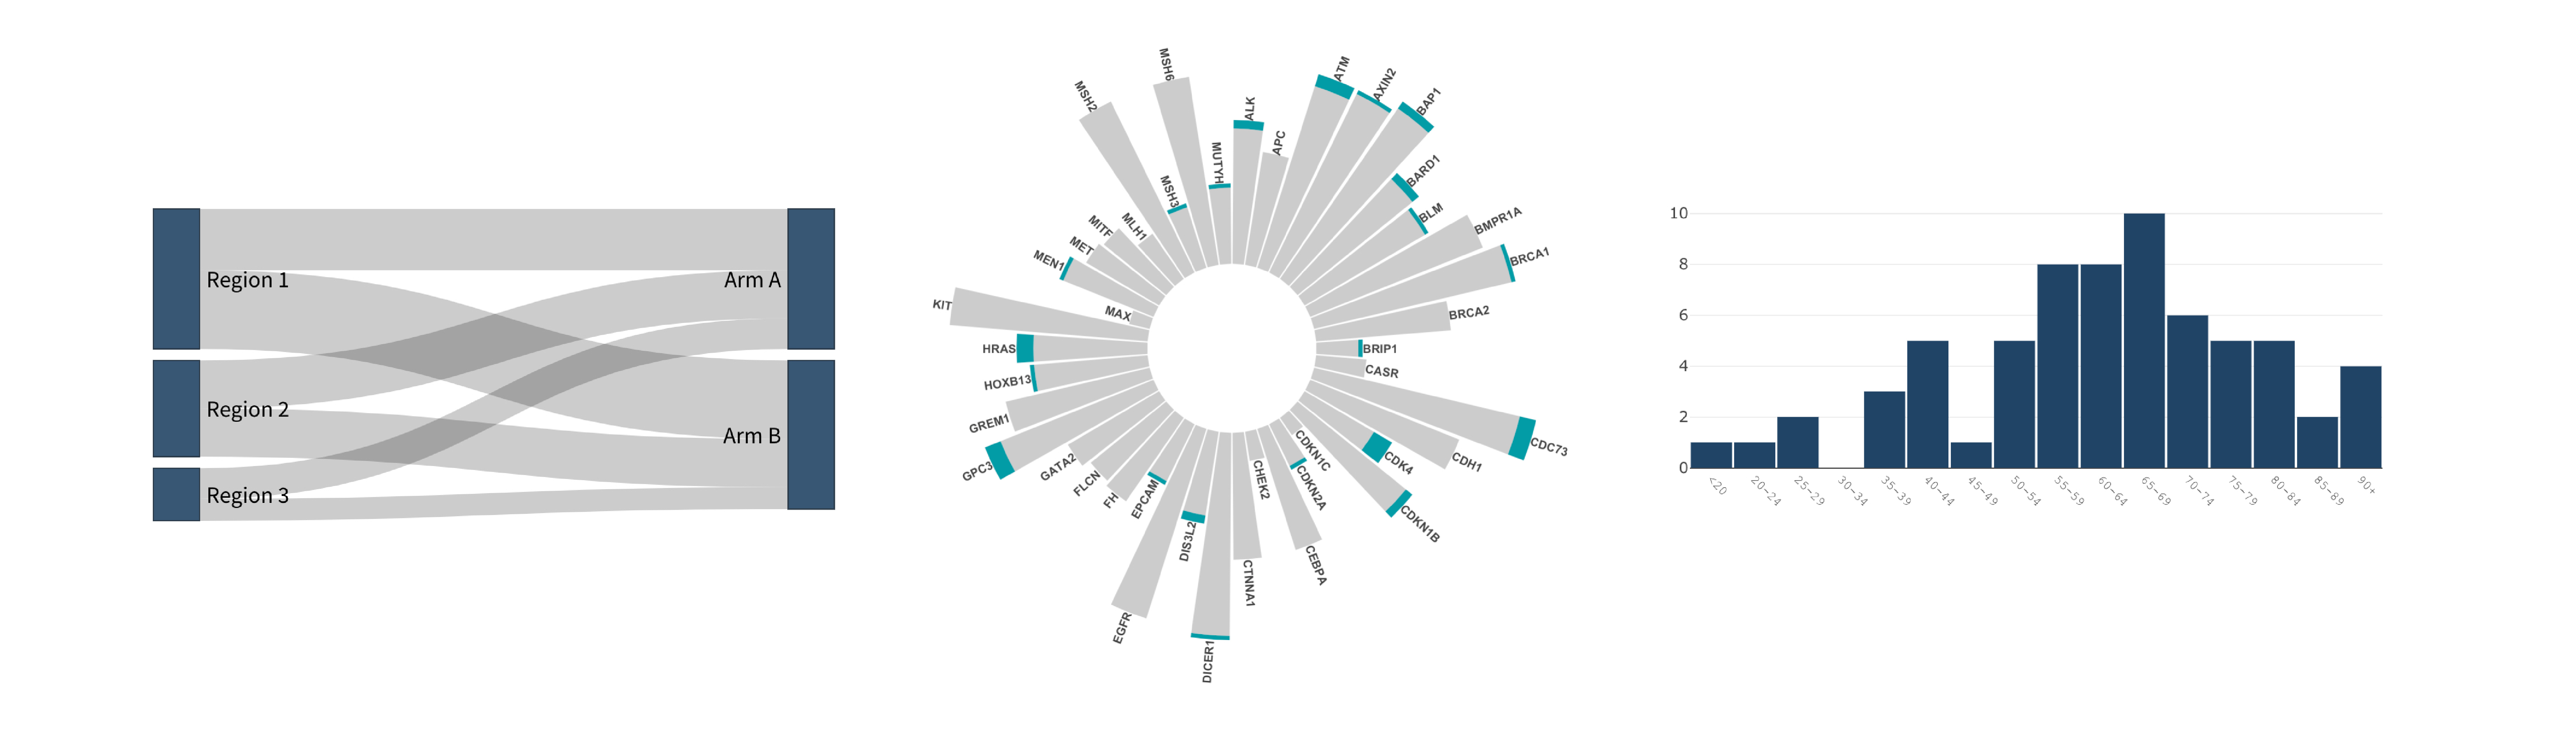 Region 1
Region 2
Region 3
Arm A
Arm B
ALK
APC
ATM
AXIN2
BAP1
BARD1
BLM
BMPR1A
BRCA1
BRCA2
BRIP1
CASR
CDC73
CDH1
CDK4
CDKN1B
CDKN1C
CDKN2A
CEBPA
CHEK2
CTNNA1
DICER1
DIS3L2
EGFR
EPCAM
FH
FLCN
GATA2
GPC3
GREM1
HOXB13
HRAS
KIT
MAX
MEN1
MET
MITF
MLH1
MSH2
MSH3
MSH6
MUTYH
10
8
6
4
2
0
<20
20-24
25-29
30-34
35-39
40-44
45-49
50-54
55-59
60-64
65-69
70-74
75-79
80-84
85-89
90+